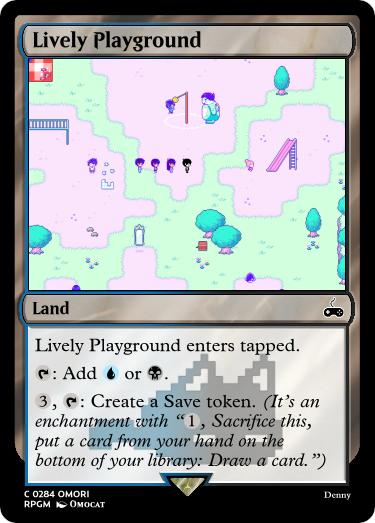 Lively Playground
Land
Lively Playground enters tapped.
: Add or .
3, : Create a Save token. (It's an
enchantment with “1, Sacrifice this,
put a card from your hand on the
bottom of your library: Draw a card.”)
C 0284 OMORI
RPGM OMOCAT
Denny